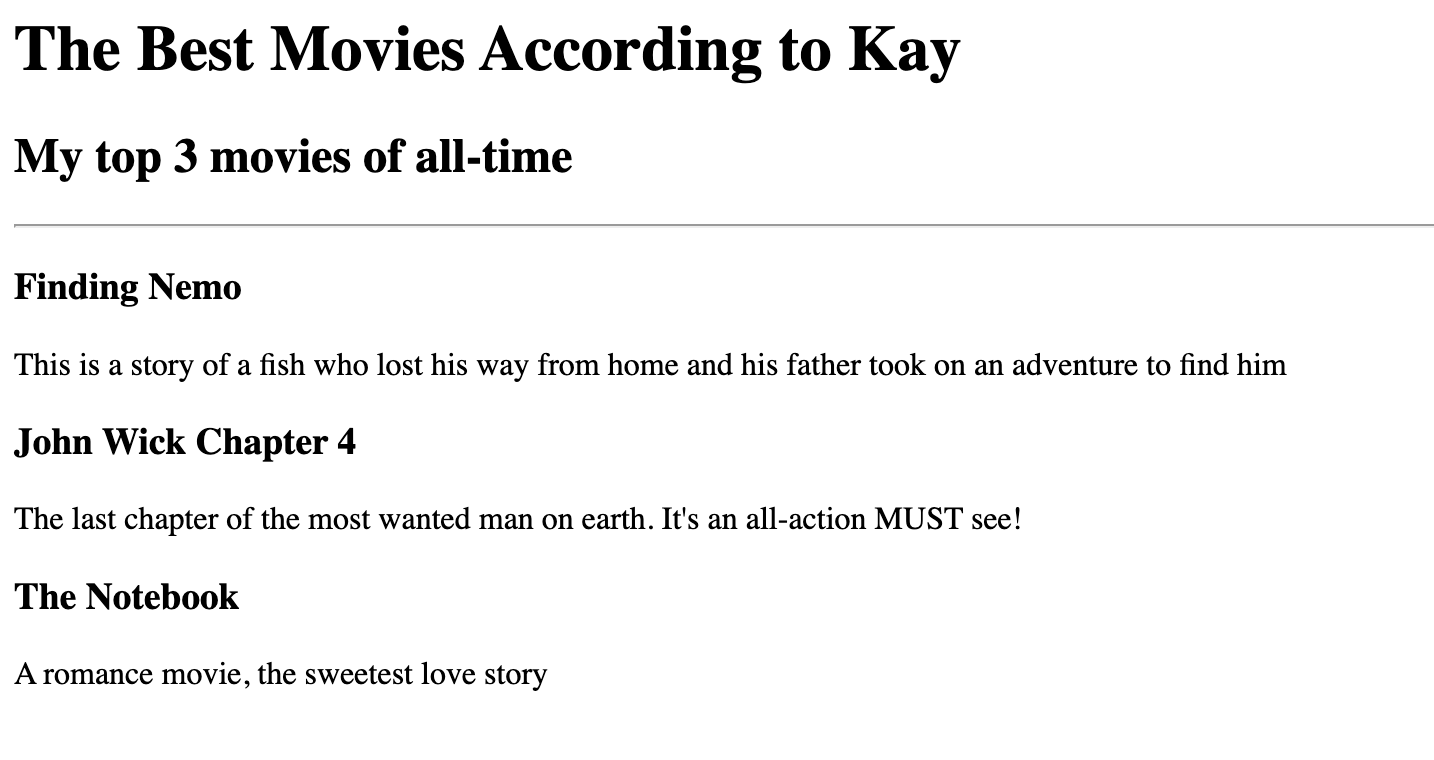 The Best Movies According to Kay
My top 3 movies of all-time
Finding Nemo
This is a story of a fish who lost his way from home and his father took on an adventure to find him
John Wick Chapter 4
The last chapter of the most wanted man on earth. It's an all-action MUST see!
The Notebook
A romance movie, the sweetest love story